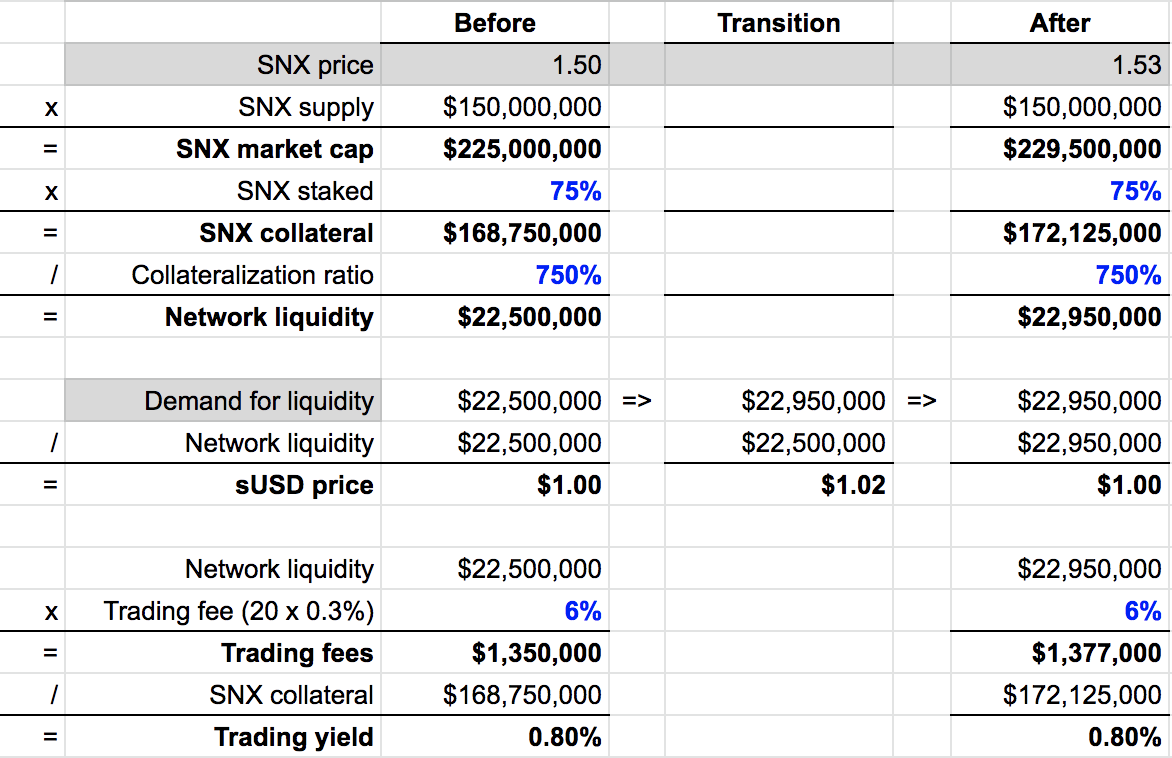 Before Transition After
SNX price 1.50 1.53
x SNX supply $150,000,000 $150,000,000
= SNX market cap $225,000,000 $229,500,000
x SNX staked 75% 75%
= SNX collateral $168,750,000 $172,125,000
/ Collateralization ratio 750% 750%
= Network liquidity $22,500,000 $22,950,000
Demand for liquidity $22,500,000 => $22,950,000 => $22,950,000
/ Network liquidity $22,500,000 $22,500,000 $22,950,000
= sUSD price $1.00 $1.02 $1.00
Network liquidity $22,500,000 $22,950,000
x Trading fee (20 x 0.3%) 6% 6%
= Trading fees $1,350,000 $1,377,000
/ SNX collateral $168,750,000 $172,125,000
= Trading yield 0.80% 0.80%